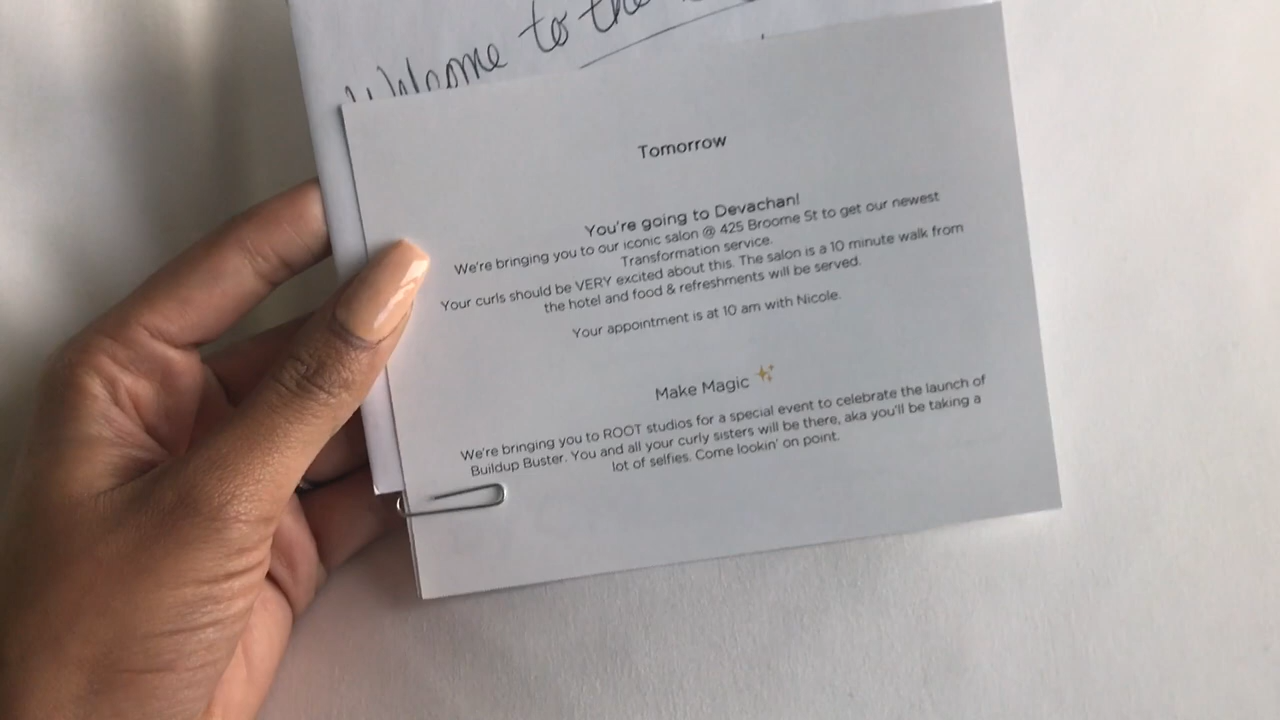 Welcome to the
Tomorrow
You're going to Devachan!
We're bringing you to our iconic salon @ 425 Broome St to get our newest
Transformation service.
Your curls should be VERY excited about this. The salon is a 10 minute walk from
the hotel and food & refreshments will be served.
Your appointment is at 10 am with Nicole.
Make Magic ✨
We're bringing you to ROOT studios for a special event to celebrate the launch of
Buildup Buster. You and all your curly sisters will be there, aka you'll be taking a
lot of selfies. Come lookin' on point.